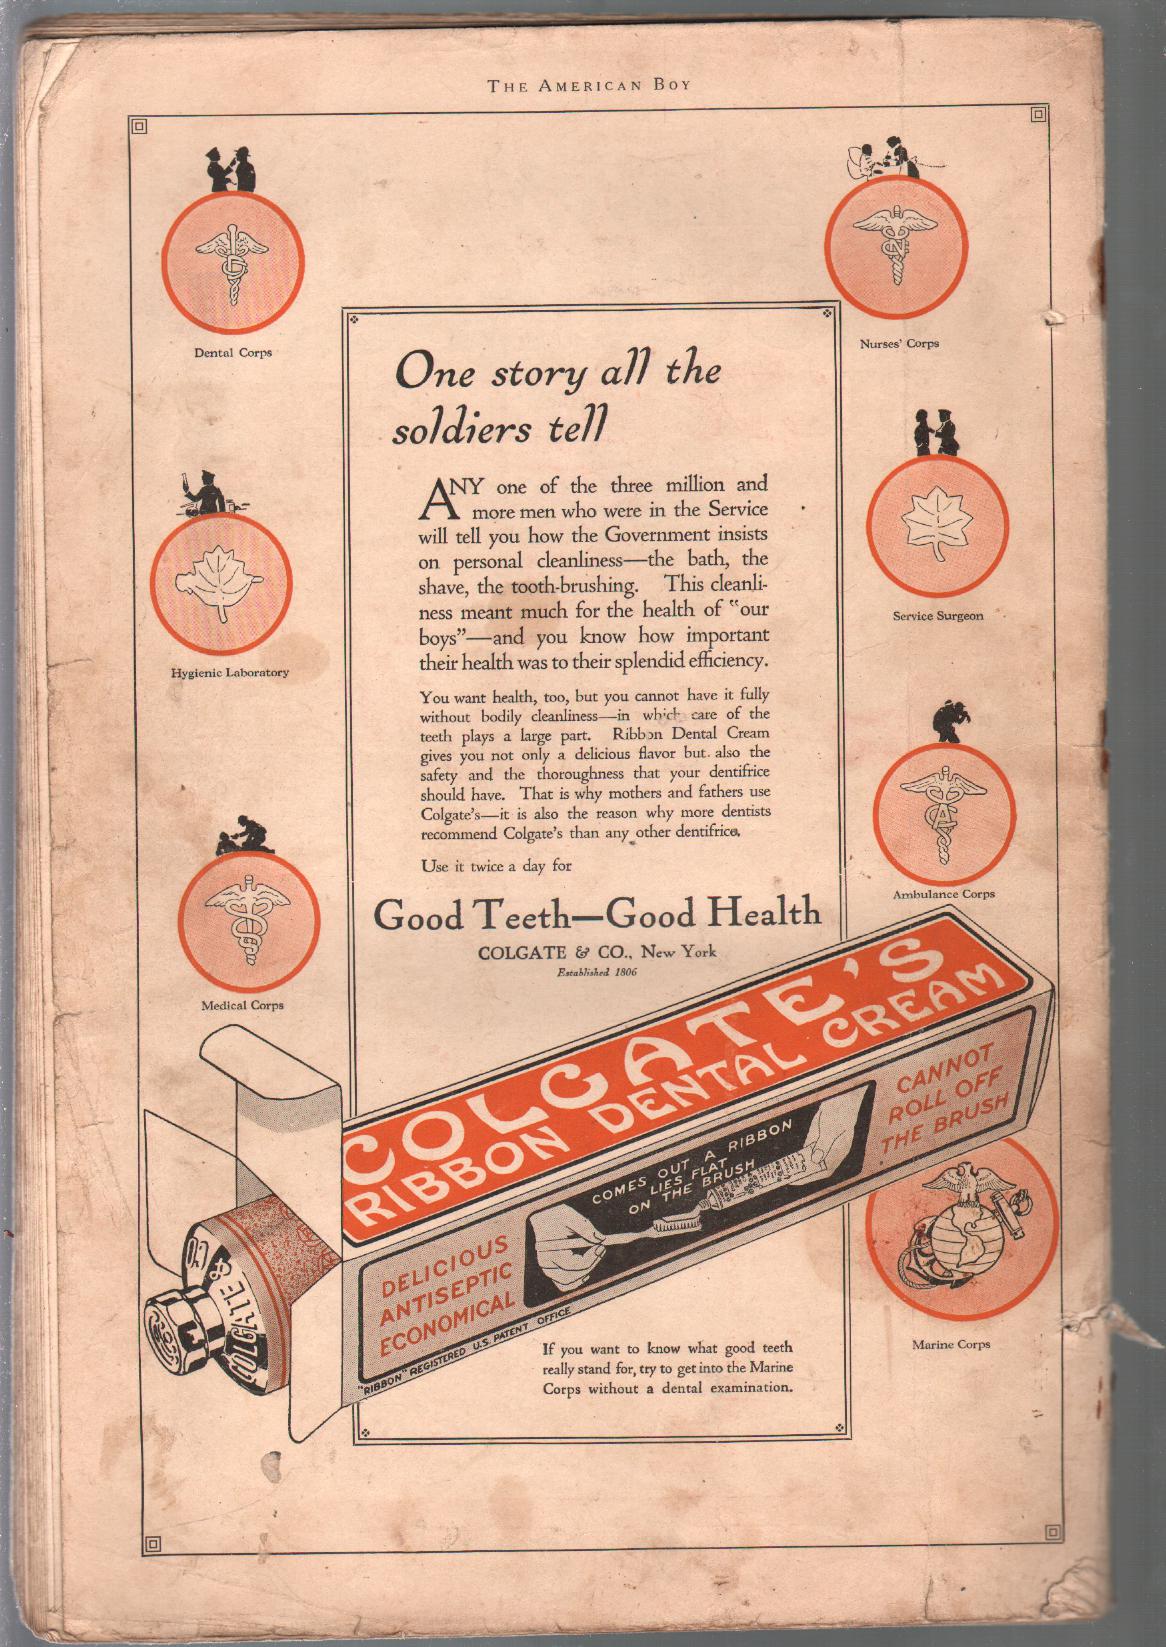 THE AMERICAN BOY
Dental Corps
Nurses' Corps
Hygienic Laboratory
Service Surgeon
Medical Corps
Ambulance Corps
One story all the
soldiers tell
ANY one of the three million and
more men who were in the Service
will tell you how the Government insists
on personal cleanliness—the bath, the
shave, the tooth-brushing. This cleanli-
ness meant much for the health of "our
boys"—and you know how important
their health was to their splendid efficiency.
You want health, too, but you cannot have it fully
without bodily cleanliness—in which care of the
teeth plays a large part. Ribbon Dental Cream
gives you not only a delicious flavor but also the
safety and the thoroughness that your dentifrice
should have. That is why mothers and fathers use
Colgate's—it is also the reason why more dentists
recommend Colgate's than any other dentifrice.
Use it twice a day for
Good Teeth—Good Health
COLGATE & CO., New York
Established 1806
COLGATE'S
RIBBON DENTAL CREAM
DELICIOUS
ANTISEPTIC
ECONOMICAL
COMES OUT A RIBBON
LIES FLAT
ON THE BRUSH
CANNOT
ROLL OFF
THE BRUSH
"RIBBON" REGISTERED U.S. PATENT OFFICE
COLGATE & CO
If you want to know what good teeth
really stand for, try to get into the Marine
Corps without a dental examination.
Marine Corps